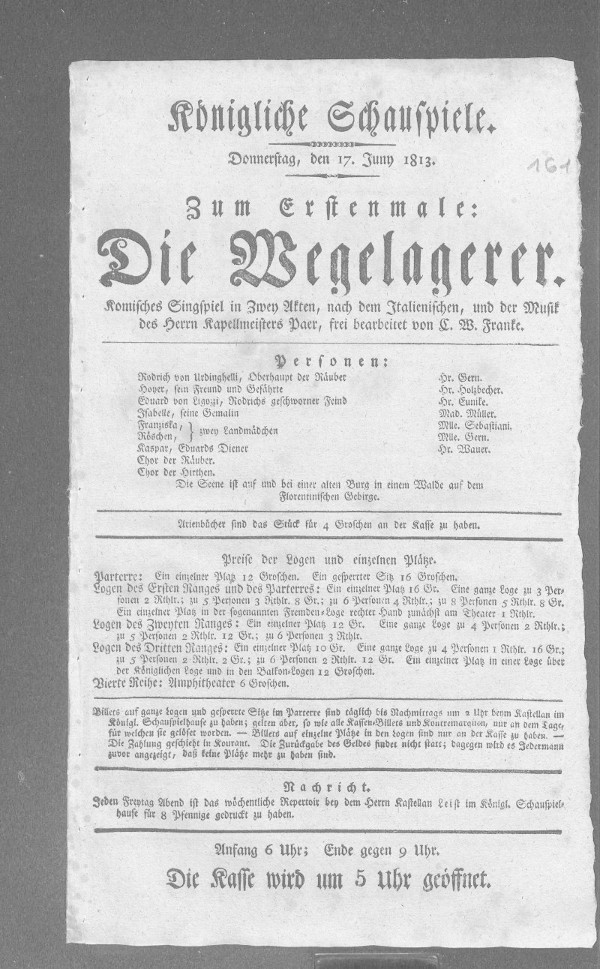 Königliche Schauspiele.
Donnerstag, den 17. Juny 1813.
161
Zum Erstenmale:
Die Wegelagerer.
Komisches Singspiel in Zwey Akten, nach dem Italienischen, und der Musik
des Herrn Kapellmeisters Paer, frei bearbeitet von C. W. Franke.
Personen:
Rodrich von Urbinghelli, Oberhaupt der Räuber Hr. Gern.
Hoyer, sein Freund und Gefährte Hr. Holzbecher.
Eduard von Ligozzi, Rodrichs geschworner Feind Hr. Eunike.
Isabelle, seine Gemalin Mad. Müller.
Franziska, Mlle. Sebastiani.
} zwey Landmädchen
Röschen, Mlle. Gern.
Kaspar, Eduards Diener Hr. Wauer.
Chor der Räuber.
Chor der Hirthen.
Die Scene ist auf und bei einer alten Burg in einem Walde auf dem
Florentinischen Gebirge.
Arienbücher sind das Stück für 4 Groschen an der Kasse zu haben.
Preise der Logen und einzelnen Plätze.
Parterre: Ein einzelner Platz 12 Groschen. Ein gesperrter Sitz 16 Groschen.
Logen des Ersten Ranges und des Parterres: Ein einzelner Platz 16 Gr. Eine ganze Loge zu 3 Per-
sonen 2 Rthlr.; zu 5 Personen 3 Rthlr. 8 Gr.; zu 6 Personen 4 Rthlr.; zu 8 Personen 5 Rthlr. 8 Gr.
Ein einzelner Platz in der sogenannten Fremden-Loge rechter Hand zunächst am Theater 1 Rthlr.
Logen des Zweyten Ranges: Ein einzelner Platz 12 Gr. Eine ganze Loge zu 4 Personen 2 Rthlr.;
zu 5 Personen 2 Rthlr. 12 Gr.; zu 6 Personen 3 Rthlr.
Logen des Dritten Ranges: Ein einzelner Platz 10 Gr. Eine ganze Loge zu 4 Personen 1 Rthlr. 16 Gr.;
zu 5 Personen 2 Rthlr. 2 Gr.; zu 6 Personen 2 Rthlr. 12 Gr. Ein einzelner Platz in einer Loge über
der Königlichen Loge und in den Balkon-Logen 12 Groschen.
Vierte Reihe: Amphitheater 6 Groschen.
Billets auf ganze Logen und gesperrte Sitze im Parterre sind täglich bis Nachmittags um 2 Uhr beym Kastellan im
Königl. Schauspielhause zu haben; gelten aber, so wie alle Kassen-Billets und Kontremarquen, nur an dem Tage,
für welchen sie gelöset worden. — Billets auf einzelne Plätze in den Logen sind nur an der Kasse zu haben. —
Die Zahlung geschieht in Kourant. Die Zurückgabe des Geldes findet nicht statt; dagegen wird es Jedermann
zuvor angezeigt, daß keine Plätze mehr zu haben sind.
Nachricht.
Jeden Freytag Abend ist das wöchentliche Repertoir bey dem Herrn Kastellan Leist im Königl. Schauspiel-
hause für 8 Pfennige gedruckt zu haben.
Anfang 6 Uhr; Ende gegen 9 Uhr.
Die Kasse wird um 5 Uhr geöffnet.